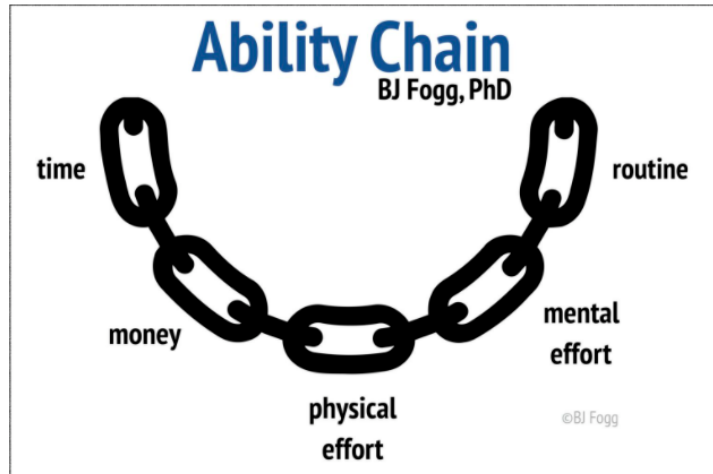 Ability Chain
BJ Fogg, PhD
time
routine
money
mental
effort
physical
effort
©BJ Fogg